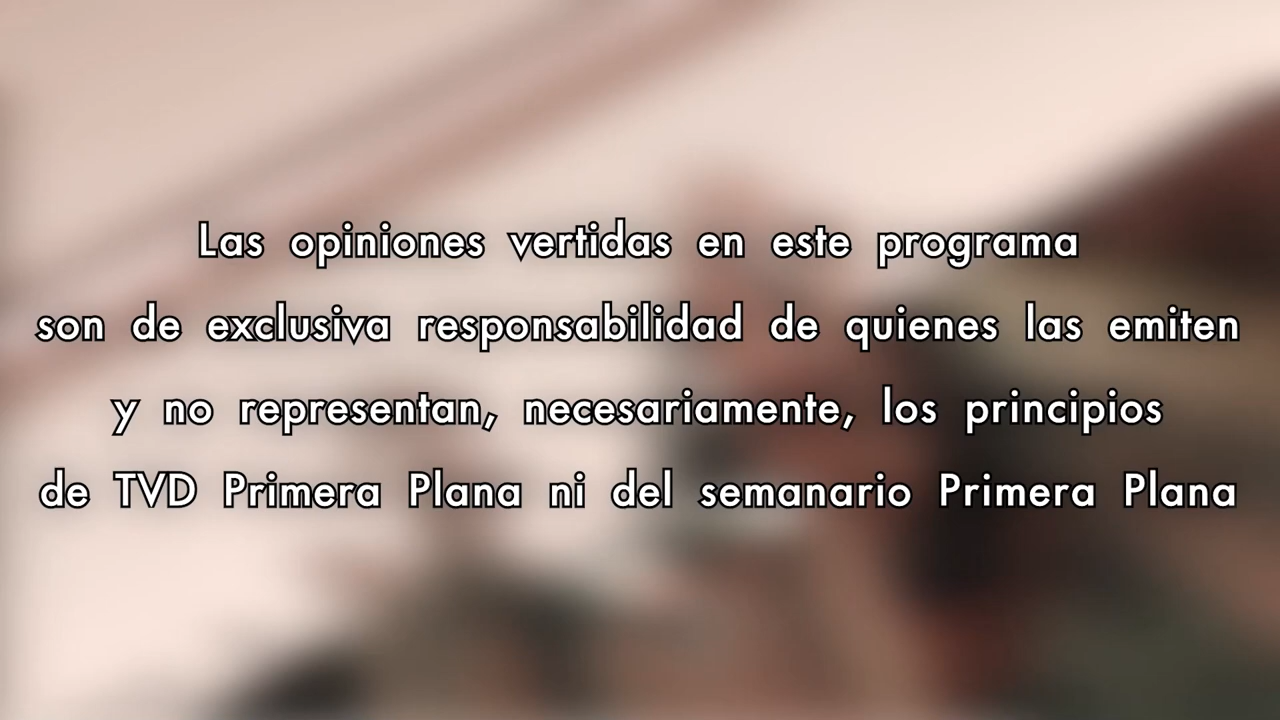 Las opiniones vertidas en este programa
son de exclusiva responsabilidad de quienes las emiten
y no representan, necesariamente, los principios
de TVD Primera Plana ni del semanario Primera Plana